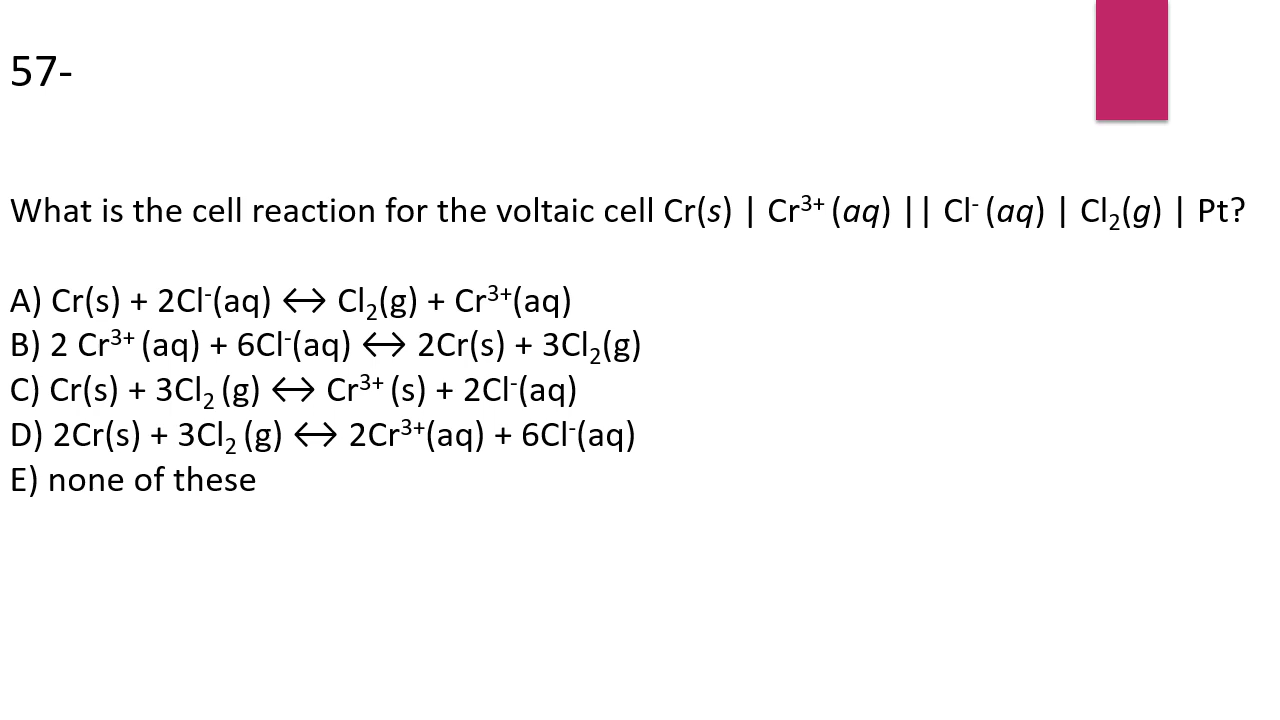 57-
What is the cell reaction for the voltaic cell Cr(s) | Cr³⁺ (aq) || Cl⁻ (aq) | Cl₂(g) | Pt?
A) Cr(s) + 2Cl⁻(aq) ↔ Cl₂(g) + Cr³⁺(aq)
B) 2 Cr³⁺ (aq) + 6Cl⁻(aq) ↔ 2Cr(s) + 3Cl₂(g)
C) Cr(s) + 3Cl₂ (g) ↔ Cr³⁺ (s) + 2Cl⁻(aq)
D) 2Cr(s) + 3Cl₂ (g) ↔ 2Cr³⁺(aq) + 6Cl⁻(aq)
E) none of these